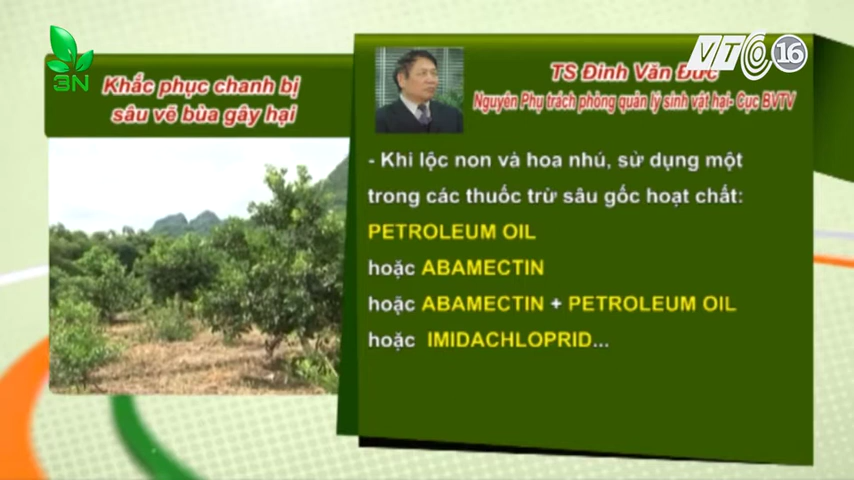 3N
VTC 16
Khắc phục chanh bị
sâu vẽ bùa gây hại
TS Đinh Văn Đức
Nguyên Phụ trách phòng quản lý sinh vật hại- Cục BVTV
- Khi lộc non và hoa nhú, sử dụng một
trong các thuốc trừ sâu gốc hoạt chất:
PETROLEUM OIL
hoặc ABAMECTIN
hoặc ABAMECTIN + PETROLEUM OIL
hoặc IMIDACHLOPRID...